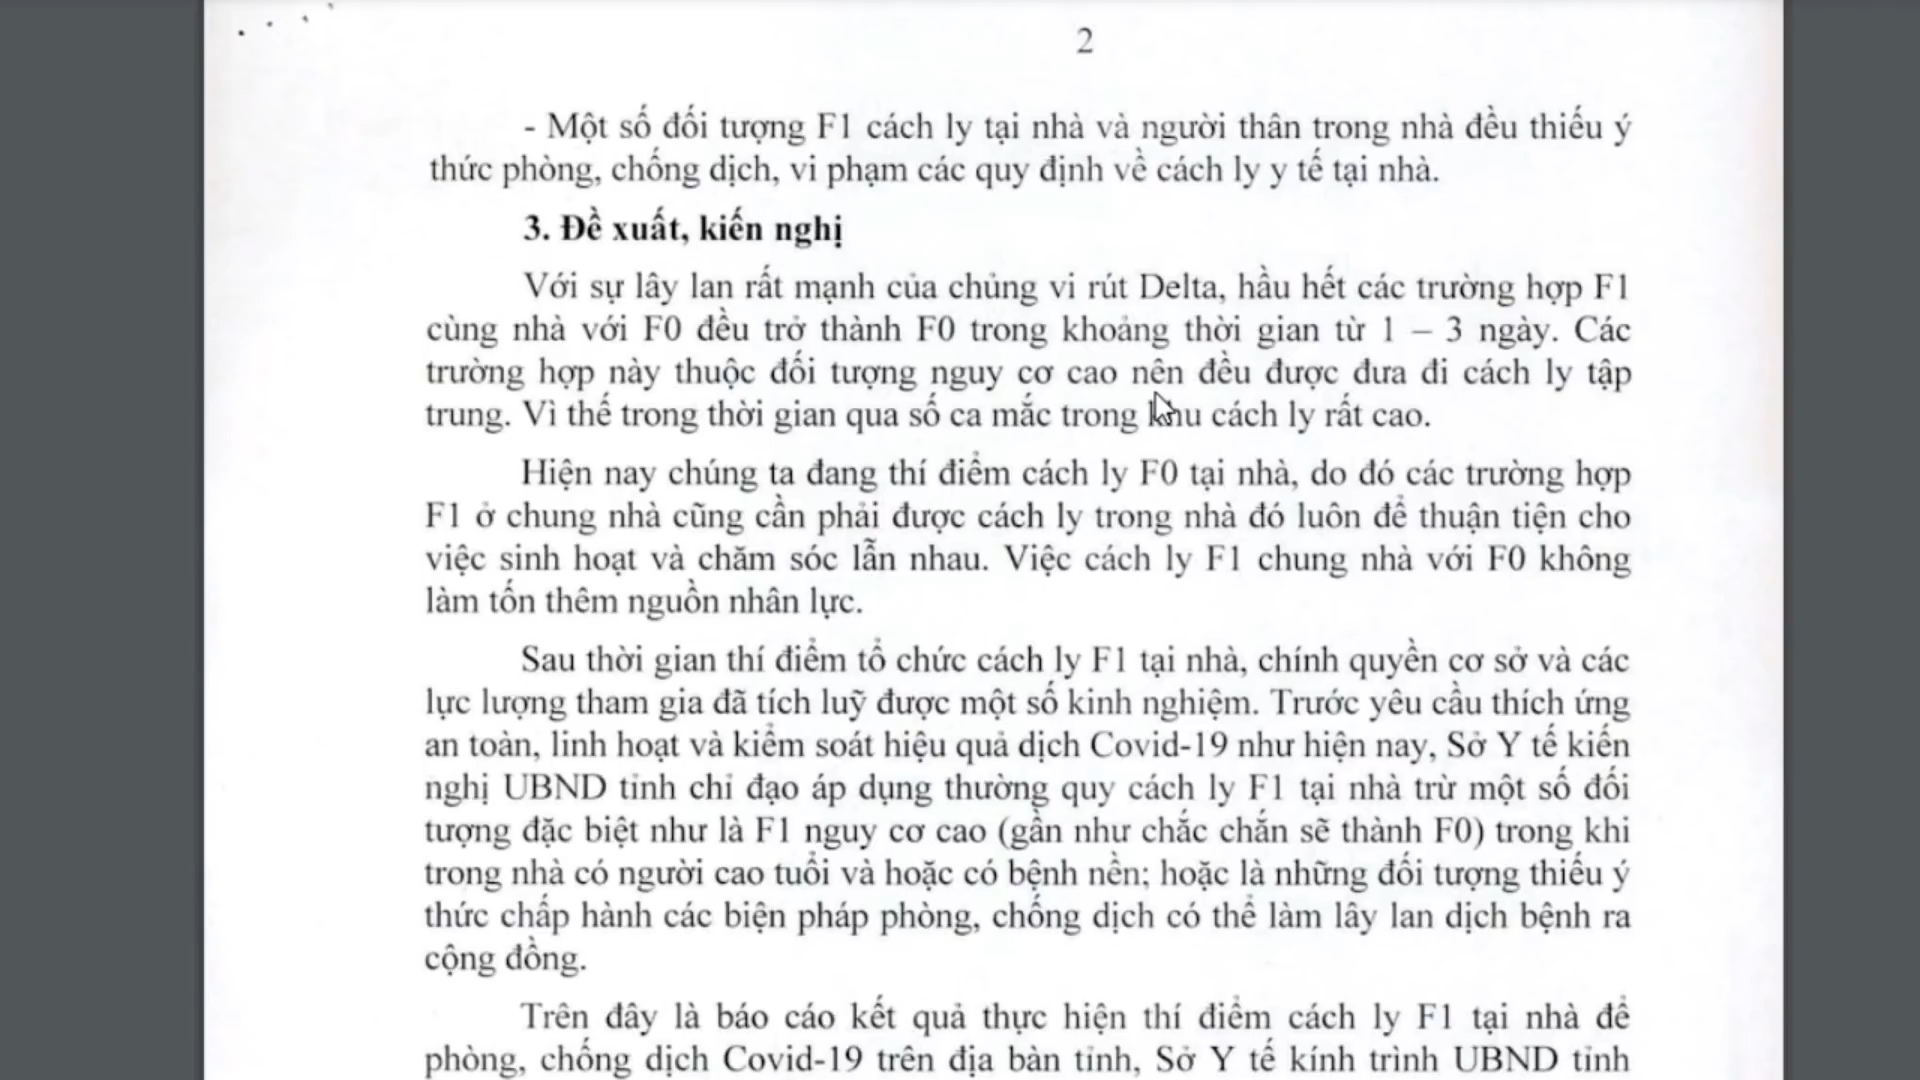 2
- Một số đối tượng F1 cách ly tại nhà và người thân trong nhà đều thiếu ý
thức phòng, chống dịch, vi phạm các quy định về cách ly y tế tại nhà.
3. Đề xuất, kiến nghị
Với sự lây lan rất mạnh của chủng vi rút Delta, hầu hết các trường hợp F1
cùng nhà với F0 đều trở thành F0 trong khoảng thời gian từ 1 – 3 ngày. Các
trường hợp này thuộc đối tượng nguy cơ cao nên đều được đưa đi cách ly tập
trung. Vì thế trong thời gian qua số ca mắc trong khu cách ly rất cao.
Hiện nay chúng ta đang thí điểm cách ly F0 tại nhà, do đó các trường hợp
F1 ở chung nhà cũng cần phải được cách ly trong nhà đó luôn để thuận tiện cho
việc sinh hoạt và chăm sóc lẫn nhau. Việc cách ly F1 chung nhà với F0 không
làm tốn thêm nguồn nhân lực.
Sau thời gian thí điểm tổ chức cách ly F1 tại nhà, chính quyền cơ sở và các
lực lượng tham gia đã tích luỹ được một số kinh nghiệm. Trước yêu cầu thích ứng
an toàn, linh hoạt và kiểm soát hiệu quả dịch Covid-19 như hiện nay, Sở Y tế kiến
nghị UBND tỉnh chỉ đạo áp dụng thường quy cách ly F1 tại nhà trừ một số đối
tượng đặc biệt như là F1 nguy cơ cao (gần như chắc chắn sẽ thành F0) trong khi
trong nhà có người cao tuổi và hoặc có bệnh nền; hoặc là những đối tượng thiếu ý
thức chấp hành các biện pháp phòng, chống dịch có thể làm lây lan dịch bệnh ra
cộng đồng.
Trên đây là báo cáo kết quả thực hiện thí điểm cách ly F1 tại nhà để
phòng, chống dịch Covid-19 trên địa bàn tỉnh, Sở Y tế kính trình UBND tỉnh